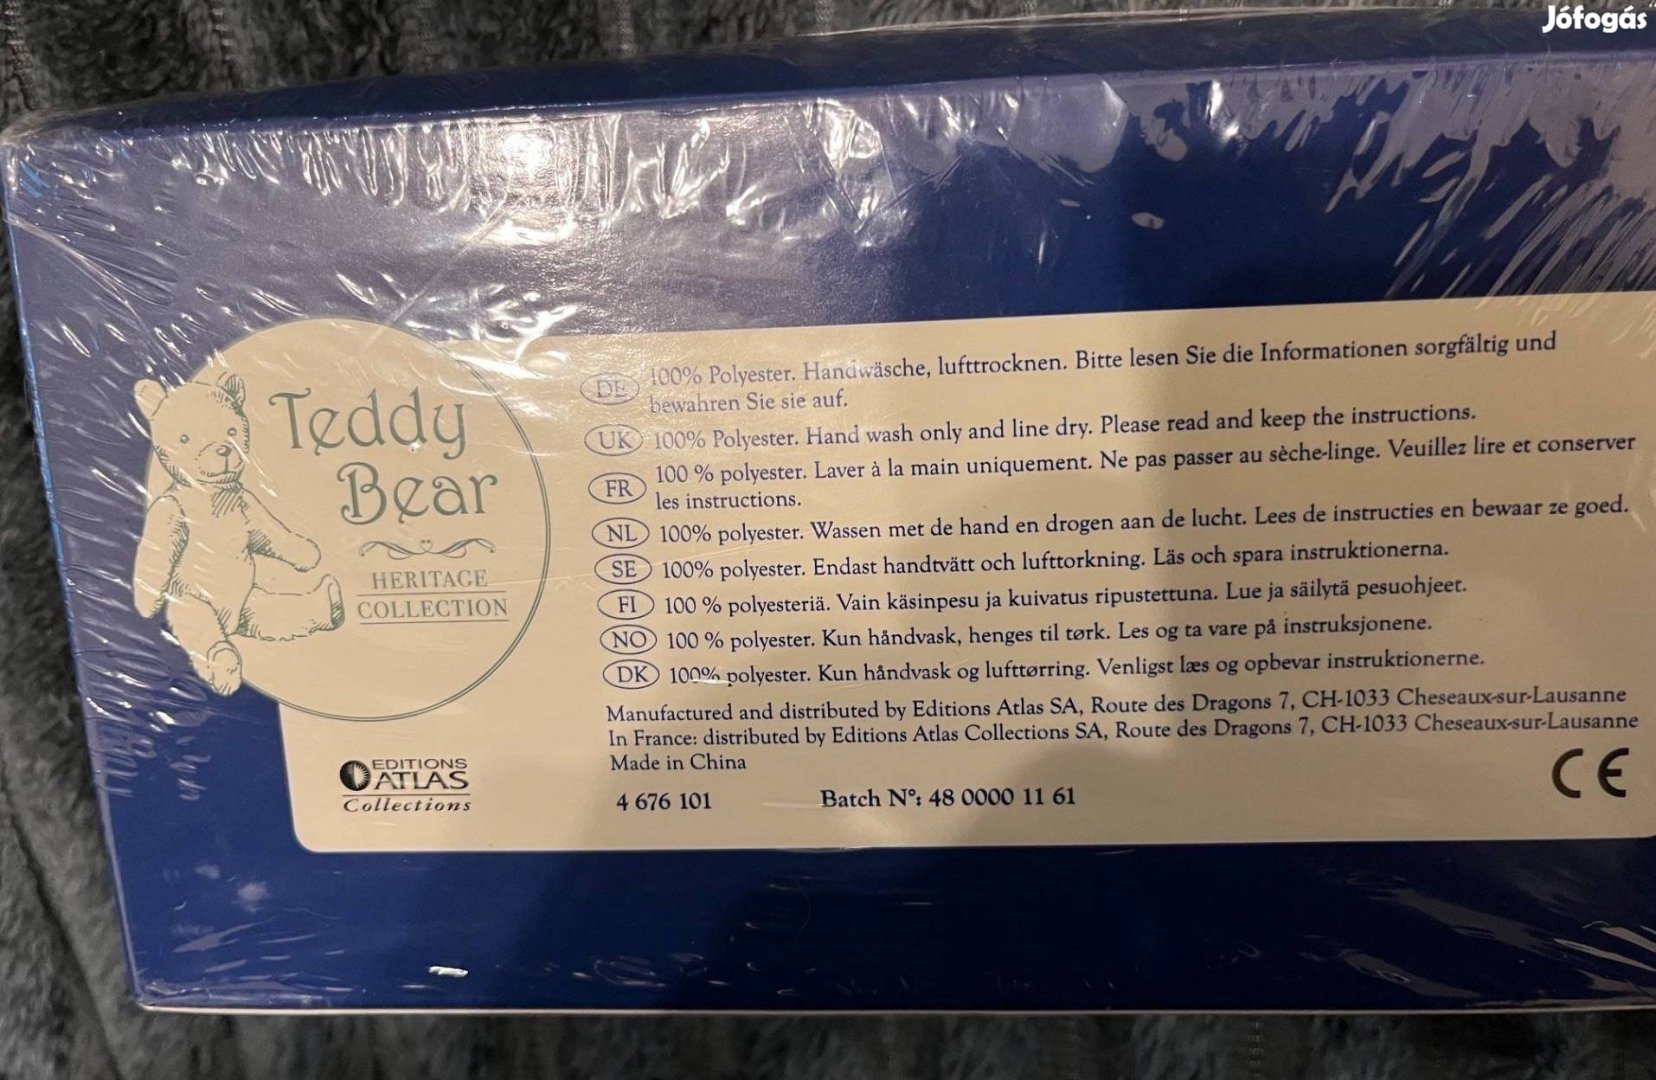 Jófogás
Teddy
Bear
HERITAGE
COLLECTION
DE 100% Polyester. Handwäsche, lufttrocknen. Bitte lesen Sie die Informationen sorgfältig und
bewahren Sie sie auf.
UK 100% Polyester. Hand wash only and line dry. Please read and keep the instructions.
FR 100 % polyester. Laver à la main uniquement. Ne pas passer au sèche-linge. Veuillez lire et conserver
les instructions.
NL 100% polyester. Wassen met de hand en drogen aan de lucht. Lees de instructies en bewaar ze goed.
SE 100% polyester. Endast handtvätt och lufttorkning. Läs och spara instruktionerna.
FI 100 % polyesteriä. Vain käsinpesu ja kuivatus ripustettuna. Lue ja säilytä pesuohjeet.
NO 100 % polyester. Kun håndvask, henges til tørk. Les og ta vare på instruksjonene.
DK 100% polyester. Kun håndvask og lufttørring. Venligst læs og opbevar instruktionerne.
Manufactured and distributed by Editions Atlas SA, Route des Dragons 7, CH-1033 Cheseaux-sur-Lausanne
In France: distributed by Editions Atlas Collections SA, Route des Dragons 7, CH-1033 Cheseaux-sur-Lausanne
Made in China
4 676 101 Batch N°: 48 0000 11 61
CE
EDITIONS
ATLAS
Collections